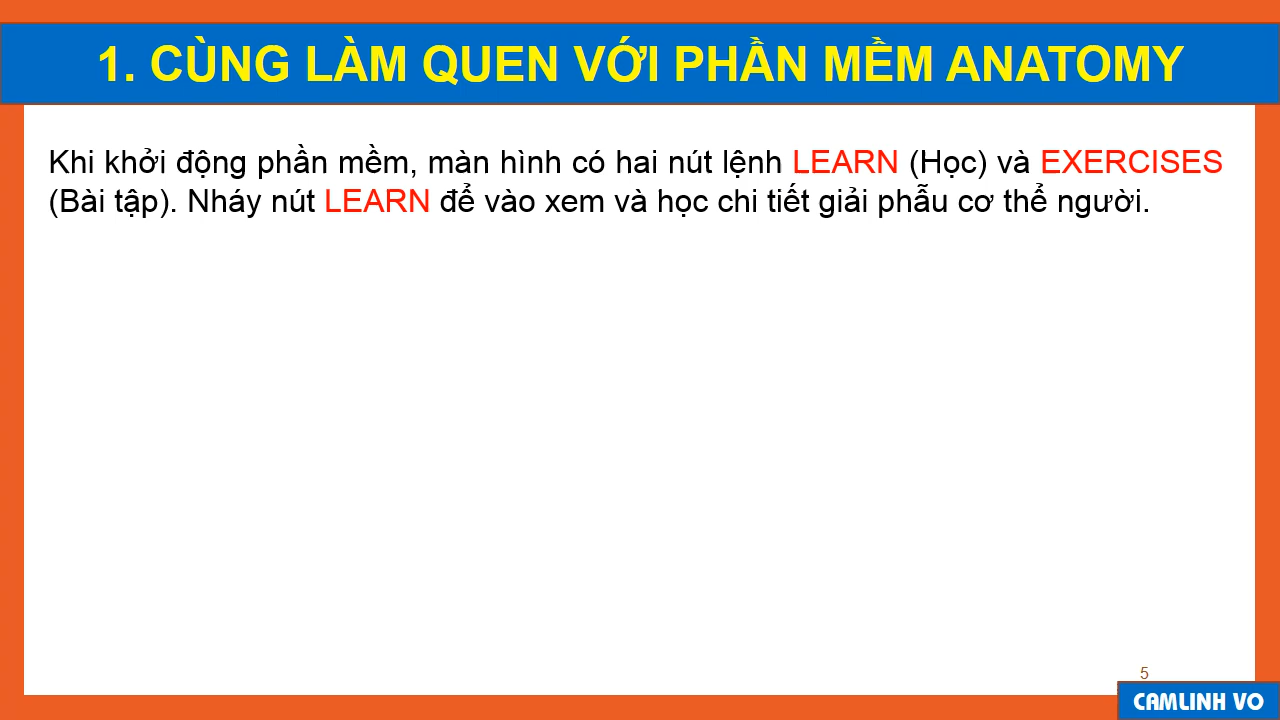 1. CÙNG LÀM QUEN VỚI PHẦN MỀM ANATOMY
Khi khởi động phần mềm, màn hình có hai nút lệnh LEARN (Học) và EXERCISES
(Bài tập). Nháy nút LEARN để vào xem và học chi tiết giải phẫu cơ thể người.
5
CAMLINH VO